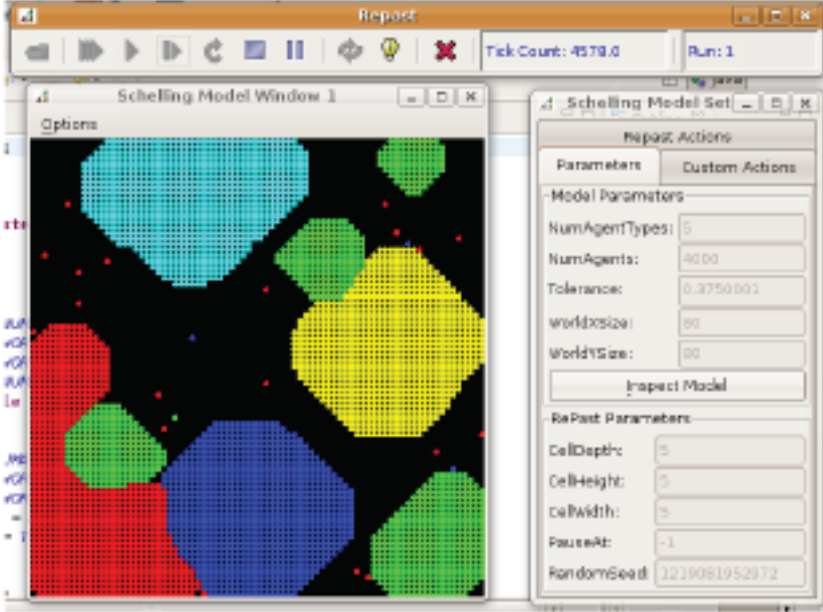 Repast
Tick Count: 4579.0
Run: 1
Schelling Model Window 1
Options
Schelling Model Set
Repast Actions
Parameters
Custom Actions
Model Parameters
NumAgentTypes: 5
NumAgents: 4000
Tolerance: 0.3750001
WorldXSize: 80
WorldYSize: 80
Inspect Model
RePast Parameters
CellDepth: 5
CellHeight: 5
CellWidth: 5
PauseAt: -1
RandomSeed: 1219081952972